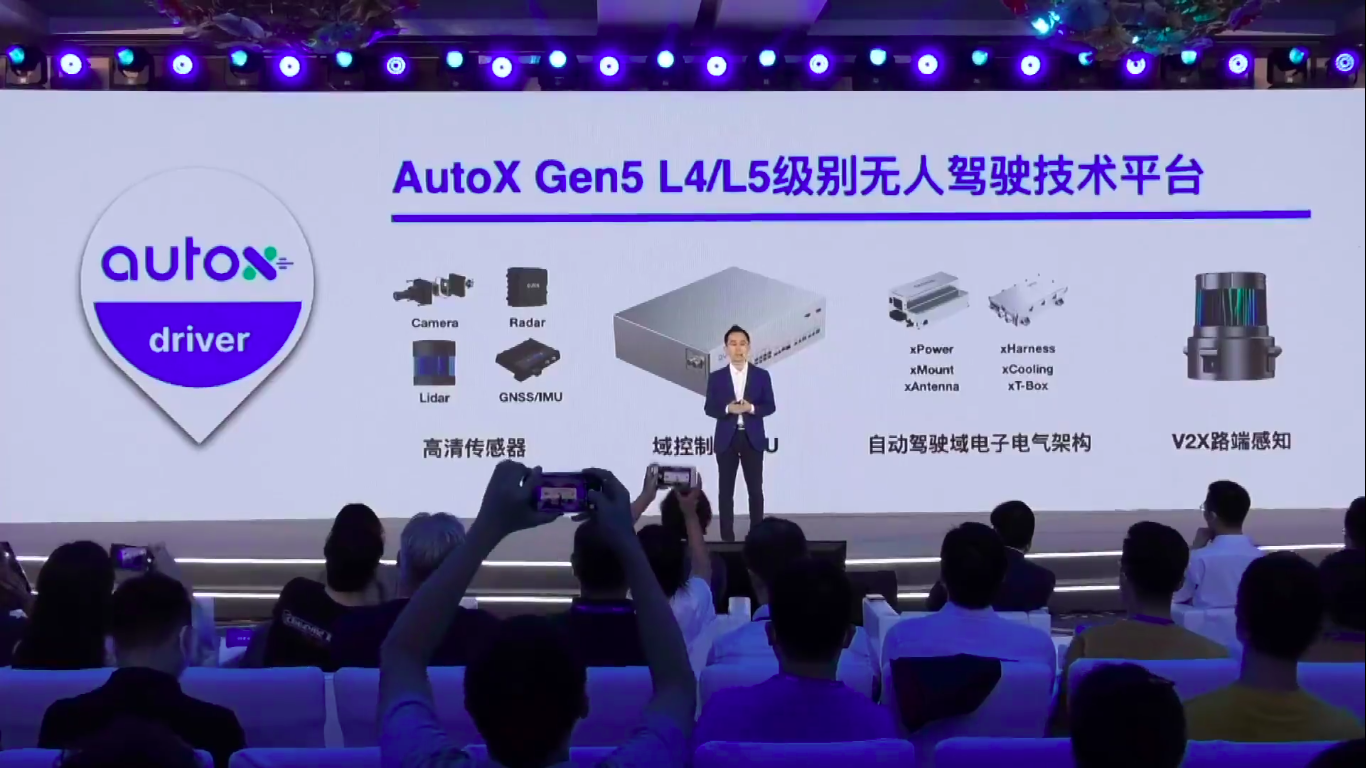 AutoX Gen5 L4/L5级别无人驾驶技术平台
autox
driver
Camera
Radar
Lidar
GNSS/IMU
高清传感器
域控制
U
xPower
xHarness
xMount
xCooling
xAntenna
xT-Box
自动驾驶域电子电气架构
V2X路端感知